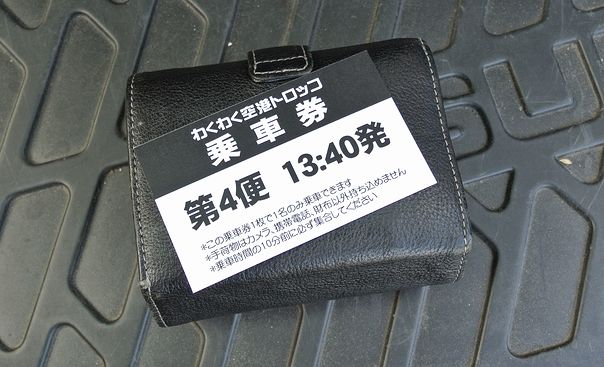 わくわく空港トロッコ
乗車券
第4便 13:40発
*この乗車券1枚で1名のみ乗車できます
*手荷物はカメラ、携帯電話、財布以外持ち込めません
*乗車時間の10分前に必ず集合してください